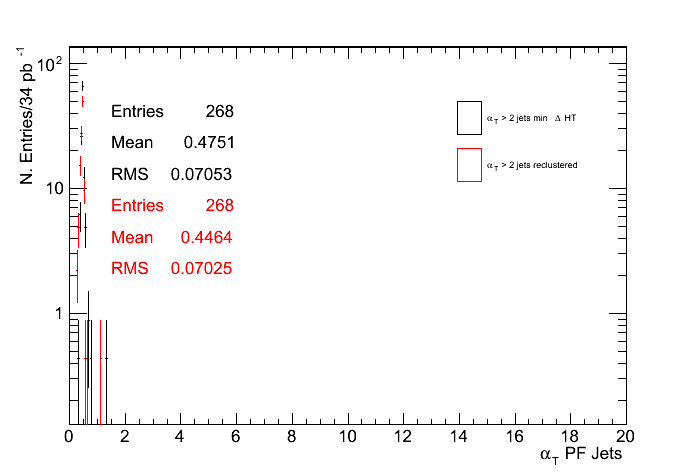 N. Entries/34 pb⁻¹
10²
10
1
Entries 268
Mean 0.4751
RMS 0.07053
Entries 268
Mean 0.4464
RMS 0.07025
α_T > 2 jets min Δ HT
α_T > 2 jets reclustered
0 2 4 6 8 10 12 14 16 18 20
α_T PF Jets